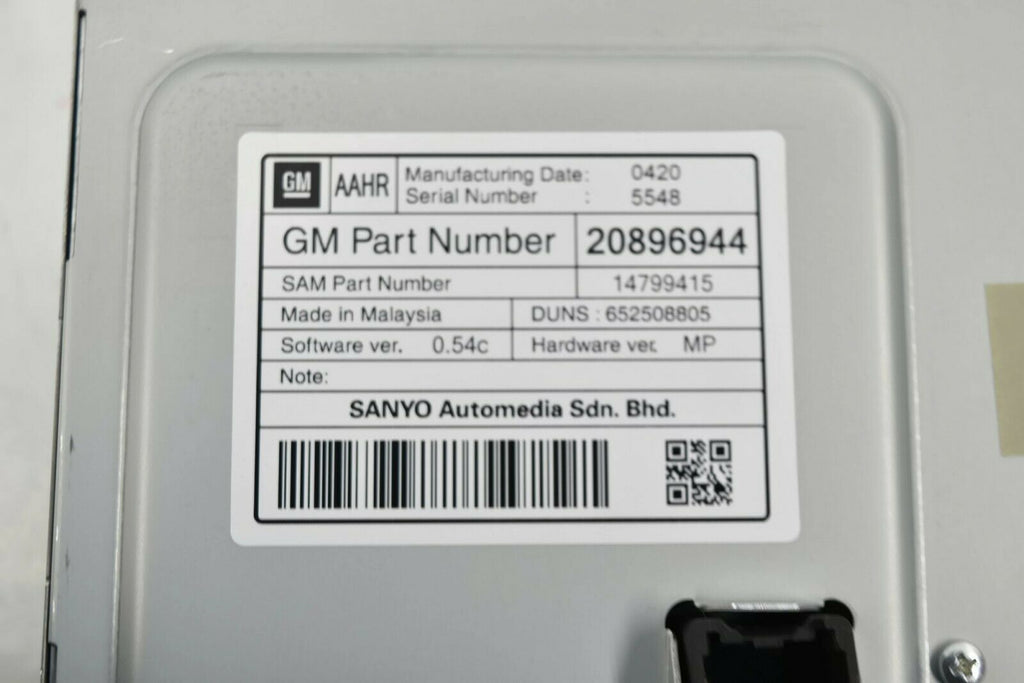 GM AAHR Manufacturing Date: 0420
Serial Number : 5548
GM Part Number 20896944
SAM Part Number 14799415
Made in Malaysia DUNS : 652508805
Software ver. 0.54c Hardware ver. MP
Note:
SANYO Automedia Sdn. Bhd.